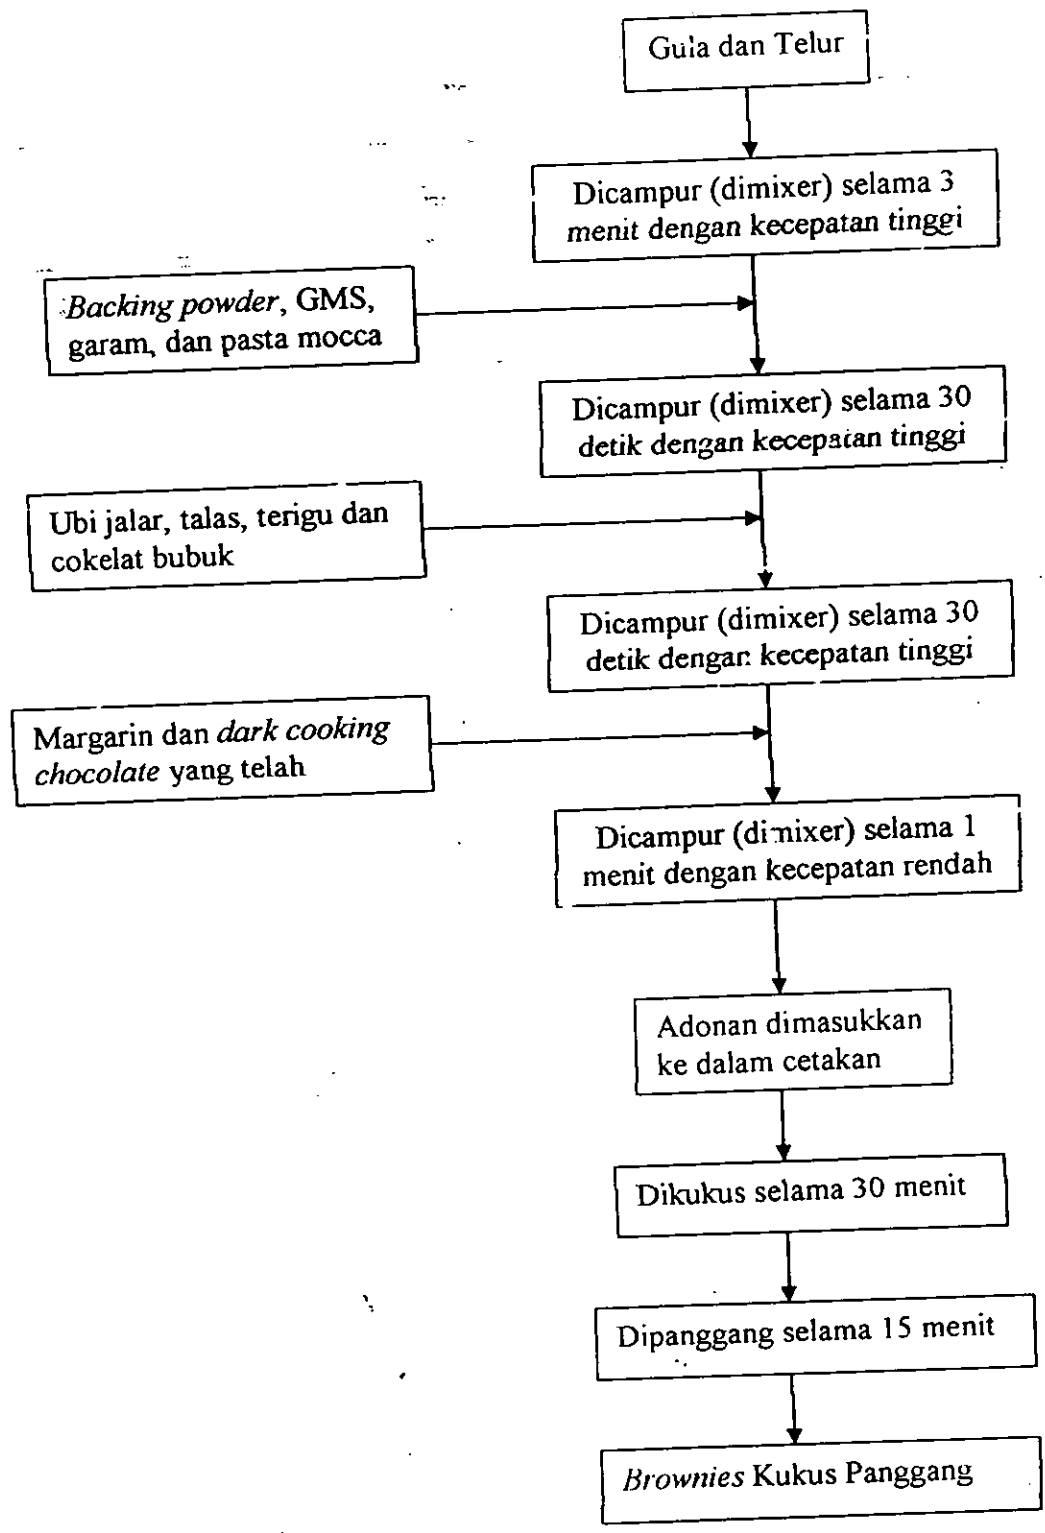 Gula dan Telur
Dicampur (dimixer) selama 3
menit dengan kecepatan tinggi
Backing powder, GMS,
garam, dan pasta mocca
Dicampur (dimixer) selama 30
detik dengan kecepatan tinggi
Ubi jalar, talas, terigu dan
cokelat bubuk
Dicampur (dimixer) selama 30
detik dengan kecepatan tinggi
Margarin dan dark cooking
chocolate yang telah
Dicampur (dimixer) selama 1
menit dengan kecepatan rendah
Adonan dimasukkan
ke dalam cetakan
Dikukus selama 30 menit
Dipanggang selama 15 menit
Brownies Kukus Panggang